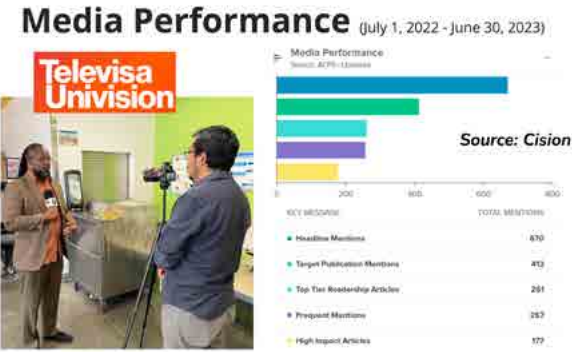 Media Performance (July 1, 2022 - June 30, 2023)
Televisa
Univision
Media Performance
Source: Cision
0 200 400 600 800
KEY MESSAGE TOTAL MENTIONS
Headline Mentions 670
Target Publication Mentions 413
Top Tier Readership Articles 261
Frequent Mentions 257
High Impact Articles 177